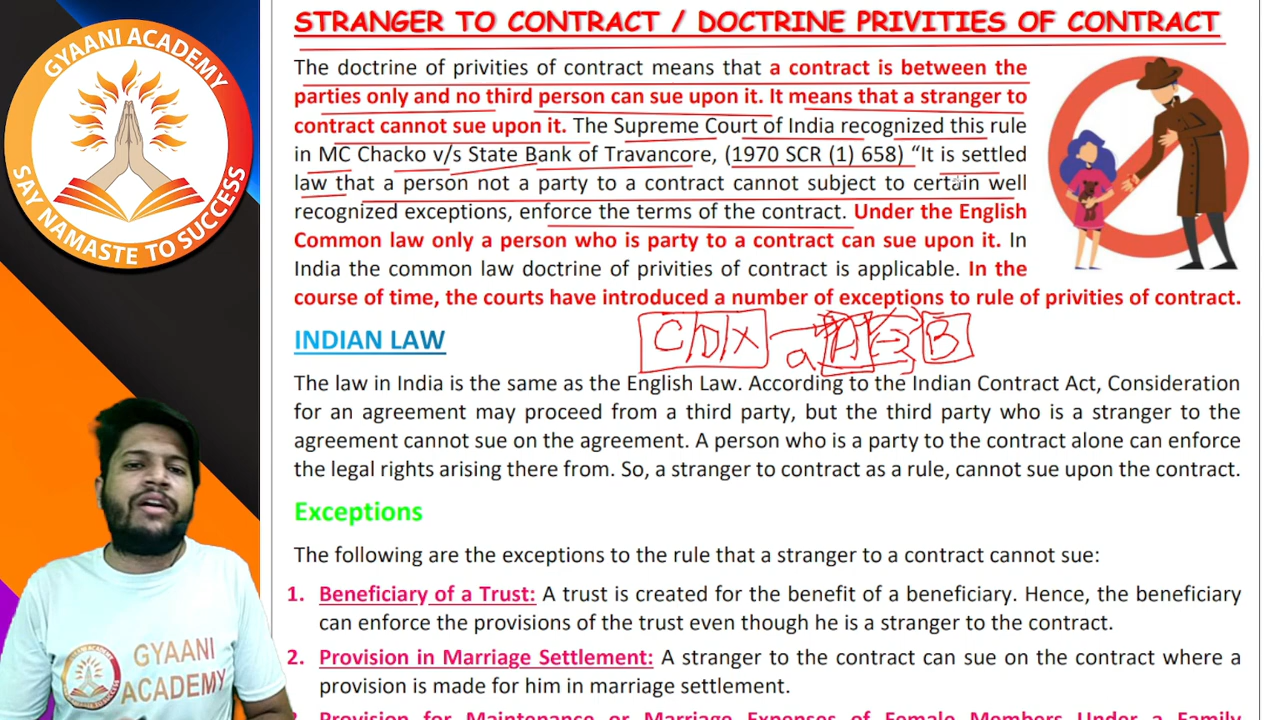 GYAANI ACADEMY
SAY NAMASTE TO SUCCESS
STRANGER TO CONTRACT / DOCTRINE PRIVITIES OF CONTRACT
The doctrine of privities of contract means that a contract is between the
parties only and no third person can sue upon it. It means that a stranger to
contract cannot sue upon it. The Supreme Court of India recognized this rule
in MC Chacko v/s State Bank of Travancore, (1970 SCR (1) 658) “It is settled
law that a person not a party to a contract cannot subject to certain well
recognized exceptions, enforce the terms of the contract. Under the English
Common law only a person who is party to a contract can sue upon it. In
India the common law doctrine of privities of contract is applicable. In the
course of time, the courts have introduced a number of exceptions to rule of privities of contract.
INDIAN LAW
C D X B
The law in India is the same as the English Law. According to the Indian Contract Act, Consideration
for an agreement may proceed from a third party, but the third party who is a stranger to the
agreement cannot sue on the agreement. A person who is a party to the contract alone can enforce
the legal rights arising there from. So, a stranger to contract as a rule, cannot sue upon the contract.
Exceptions
The following are the exceptions to the rule that a stranger to a contract cannot sue:
1. Beneficiary of a Trust: A trust is created for the benefit of a beneficiary. Hence, the beneficiary
can enforce the provisions of the trust even though he is a stranger to the contract.
2. Provision in Marriage Settlement: A stranger to the contract can sue on the contract where a
provision is made for him in marriage settlement.
3. Provision for Maintenance or Marriage Expenses of Female Members Under a Family
GYAANI
ACADEMY